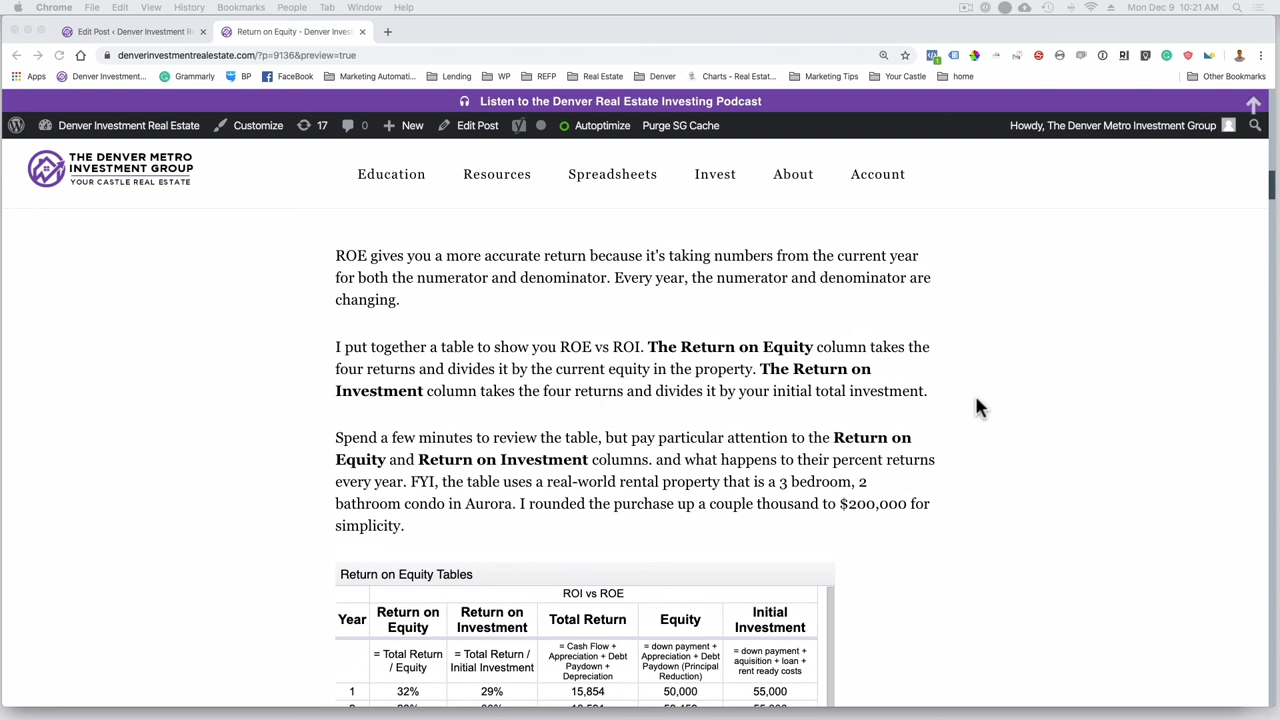 Chrome File Edit View History Bookmarks People Tab Window Help Mon Dec 9 10:21 AM
Edit Post ‹ Denver Investment R Return on Equity - Denver Inves
denverinvestmentrealestate.com/?p=9136&preview=true
Apps Denver Investment... Grammarly BP FaceBook Marketing Automati... Lending WP REFP Real Estate Denver Charts - Real Estat... Marketing Tips Your Castle home Other Bookmarks
Listen to the Denver Real Estate Investing Podcast
Denver Investment Real Estate Customize 17 0 New Edit Post Autoptimize Purge SG Cache Howdy, The Denver Metro Investment Group
THE DENVER METRO
INVESTMENT GROUP
YOUR CASTLE REAL ESTATE
Education Resources Spreadsheets Invest About Account
ROE gives you a more accurate return because it's taking numbers from the current year
for both the numerator and denominator. Every year, the numerator and denominator are
changing.
I put together a table to show you ROE vs ROI. The Return on Equity column takes the
four returns and divides it by the current equity in the property. The Return on
Investment column takes the four returns and divides it by your initial total investment.
Spend a few minutes to review the table, but pay particular attention to the Return on
Equity and Return on Investment columns. and what happens to their percent returns
every year. FYI, the table uses a real-world rental property that is a 3 bedroom, 2
bathroom condo in Aurora. I rounded the purchase up a couple thousand to $200,000 for
simplicity.
Return on Equity Tables
ROI vs ROE
Year Return on Equity Return on Investment Total Return Equity Initial Investment
= Total Return / Equity = Total Return / Initial Investment = Cash Flow + Appreciation + Debt Paydown + Depreciation = down payment + Appreciation + Debt Paydown (Principal Reduction) = down payment + aquisition + loan + rent ready costs
1 32% 29% 15,854 50,000 55,000